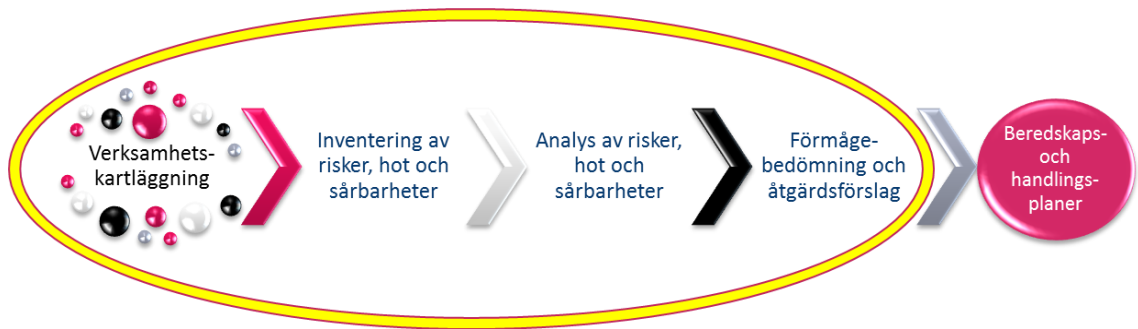 Verksamhets-
kartläggning
Inventering av
risker, hot och
sårbarheter
Analys av risker,
hot och
sårbarheter
Förmåge-
bedömning och
åtgärdsförslag
Beredskaps-
och
handlings-
planer